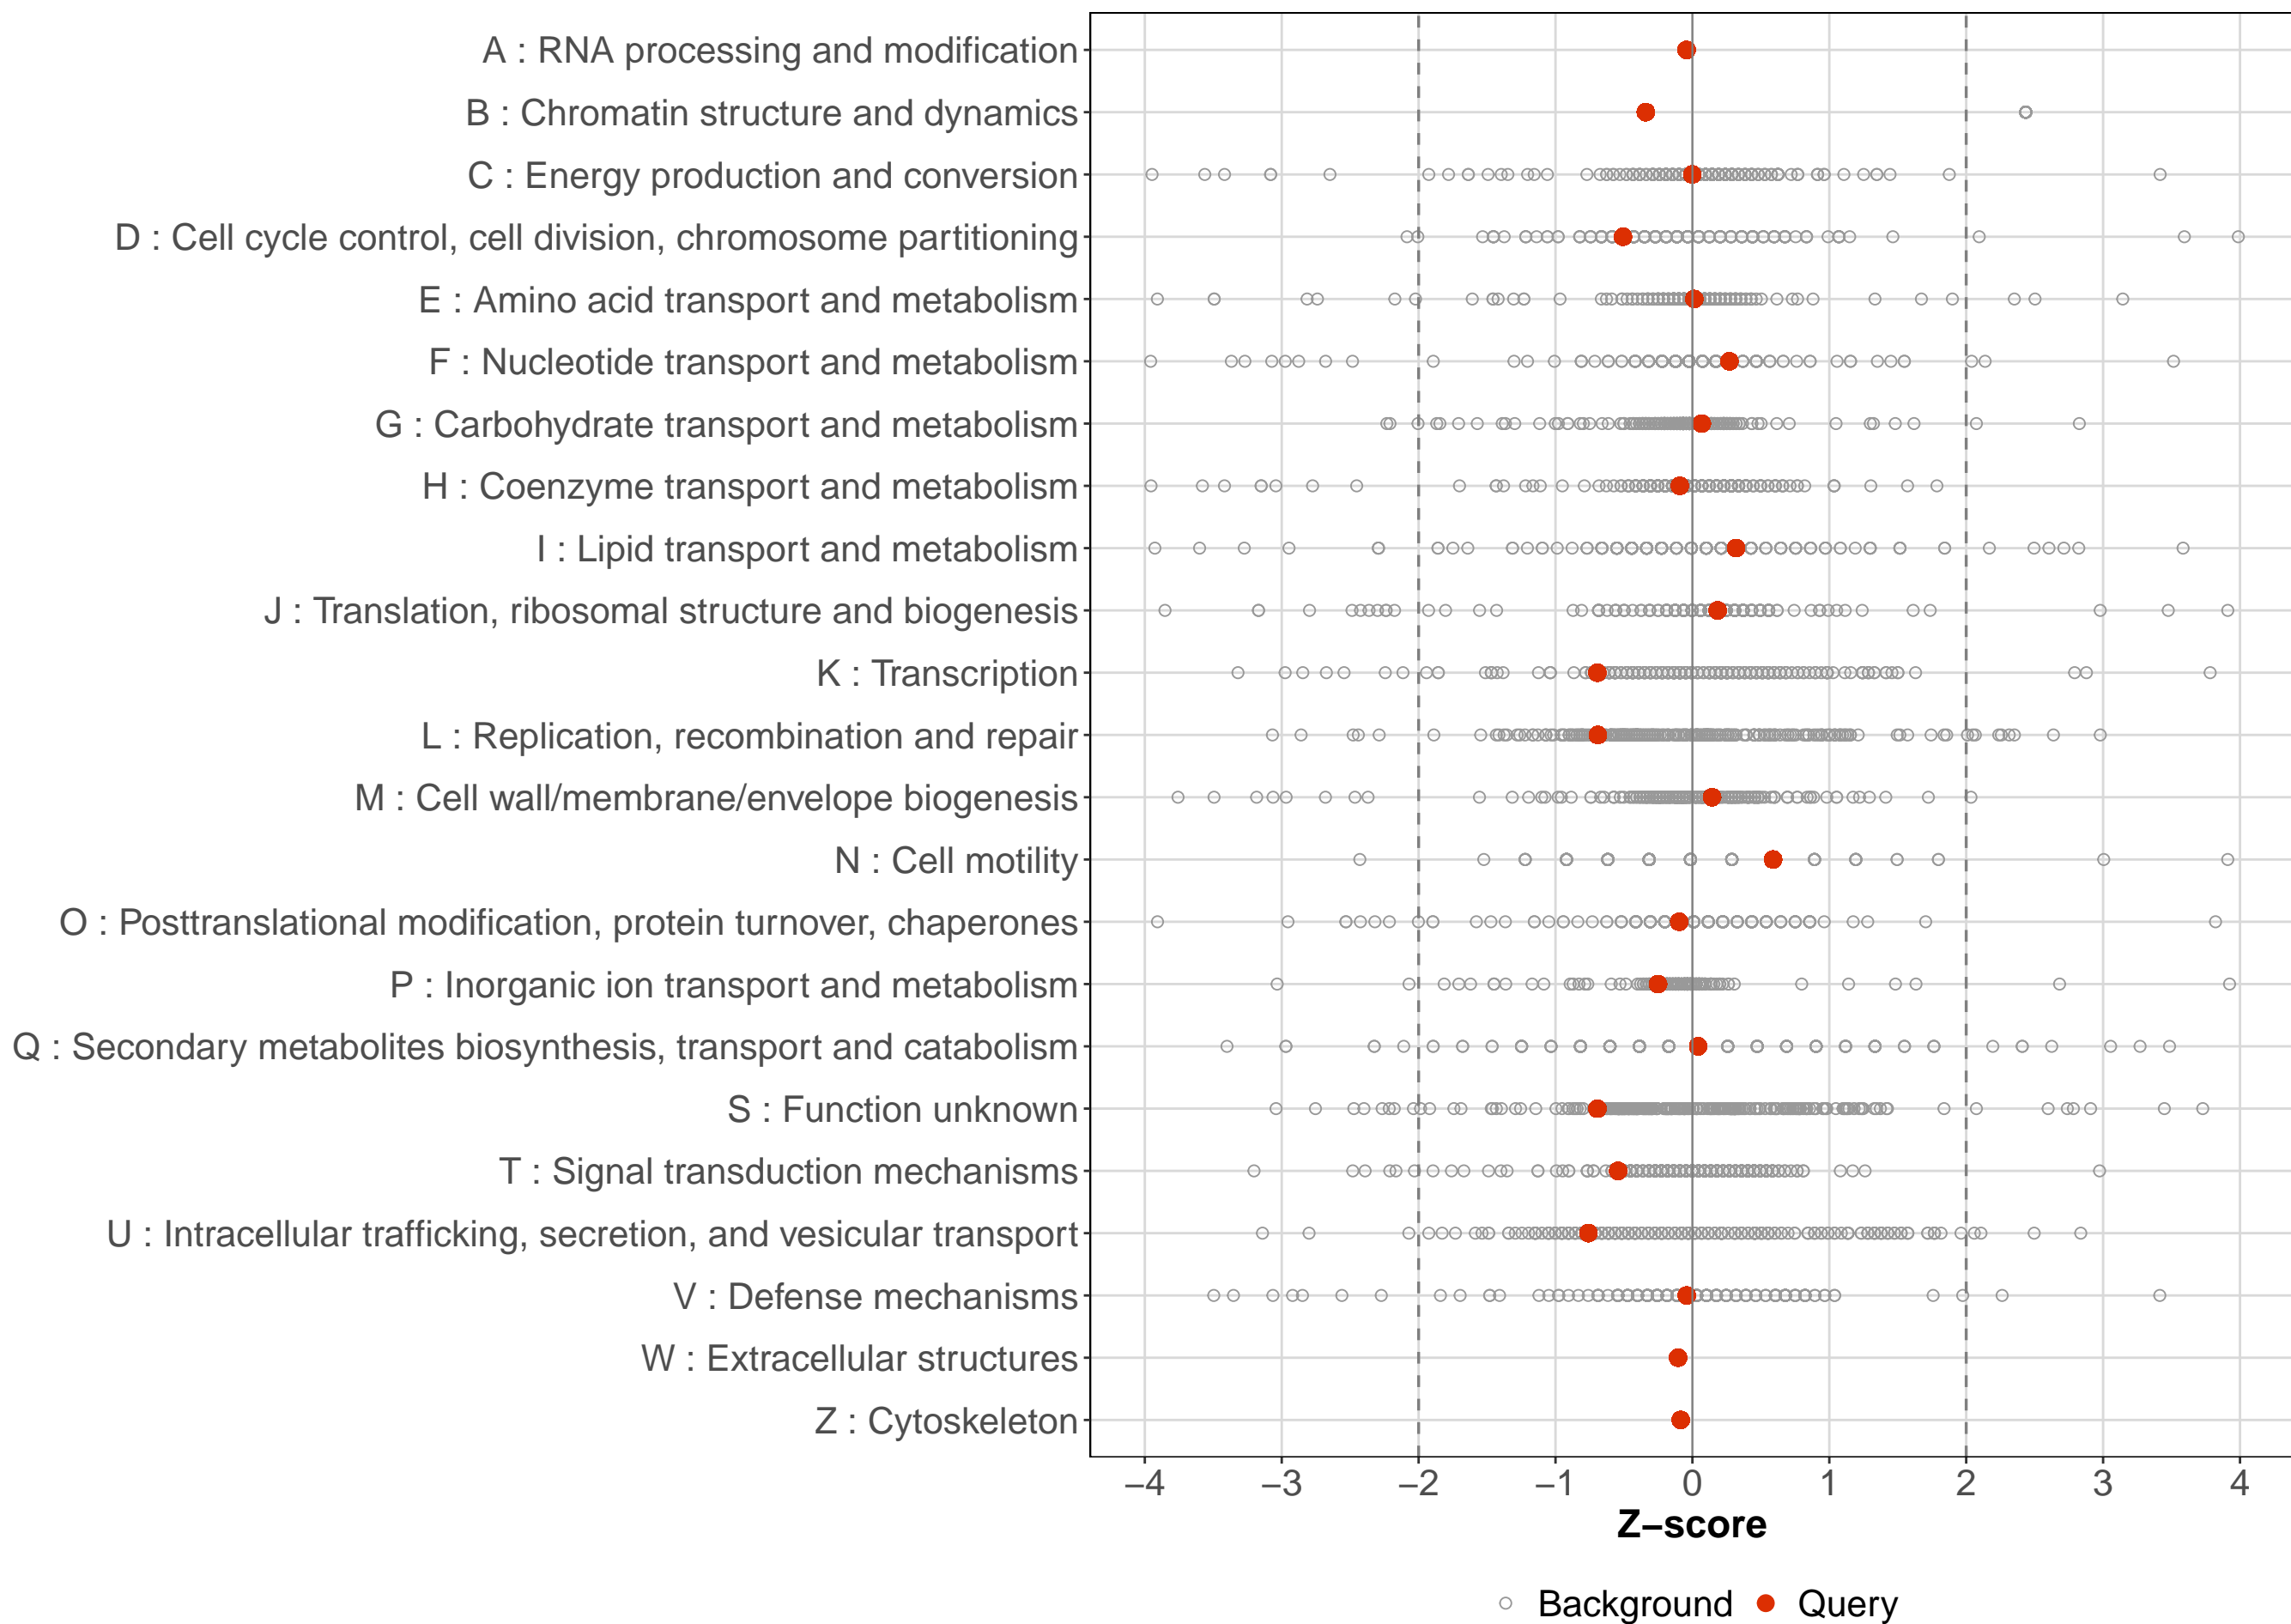 A : RNA processing and modification
B : Chromatin structure and dynamics
C : Energy production and conversion
D : Cell cycle control, cell division, chromosome partitioning
E : Amino acid transport and metabolism
F : Nucleotide transport and metabolism
G : Carbohydrate transport and metabolism
H : Coenzyme transport and metabolism
I : Lipid transport and metabolism
J : Translation, ribosomal structure and biogenesis
K : Transcription
L : Replication, recombination and repair
M : Cell wall/membrane/envelope biogenesis
N : Cell motility
O : Posttranslational modification, protein turnover, chaperones
P : Inorganic ion transport and metabolism
Q : Secondary metabolites biosynthesis, transport and catabolism
S : Function unknown
T : Signal transduction mechanisms
U : Intracellular trafficking, secretion, and vesicular transport
V : Defense mechanisms
W : Extracellular structures
Z : Cytoskeleton
−4 −3 −2 −1 0 1 2 3 4
Z−score
Background Query